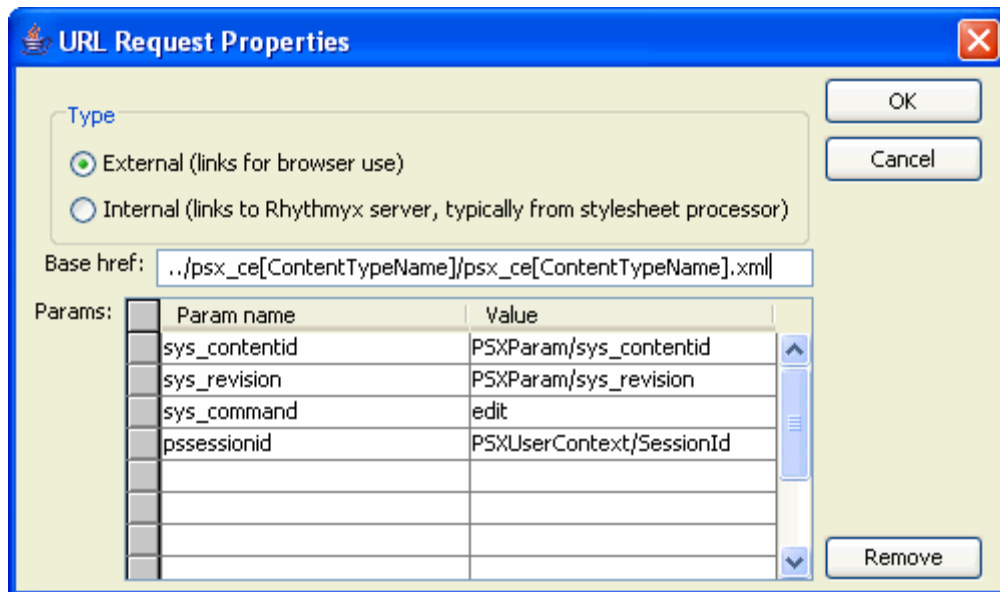 URL Request Properties
Type
External (links for browser use)
Internal (links to Rhythmyx server, typically from stylesheet processor)
OK
Cancel
Base href: ../psx_ce[ContentTypeName]/psx_ce[ContentTypeName].xml
Params:
Param name Value
sys_contentid PSXParam/sys_contentid
sys_revision PSXParam/sys_revision
sys_command edit
pssessionid PSXUserContext/SessionId
Remove